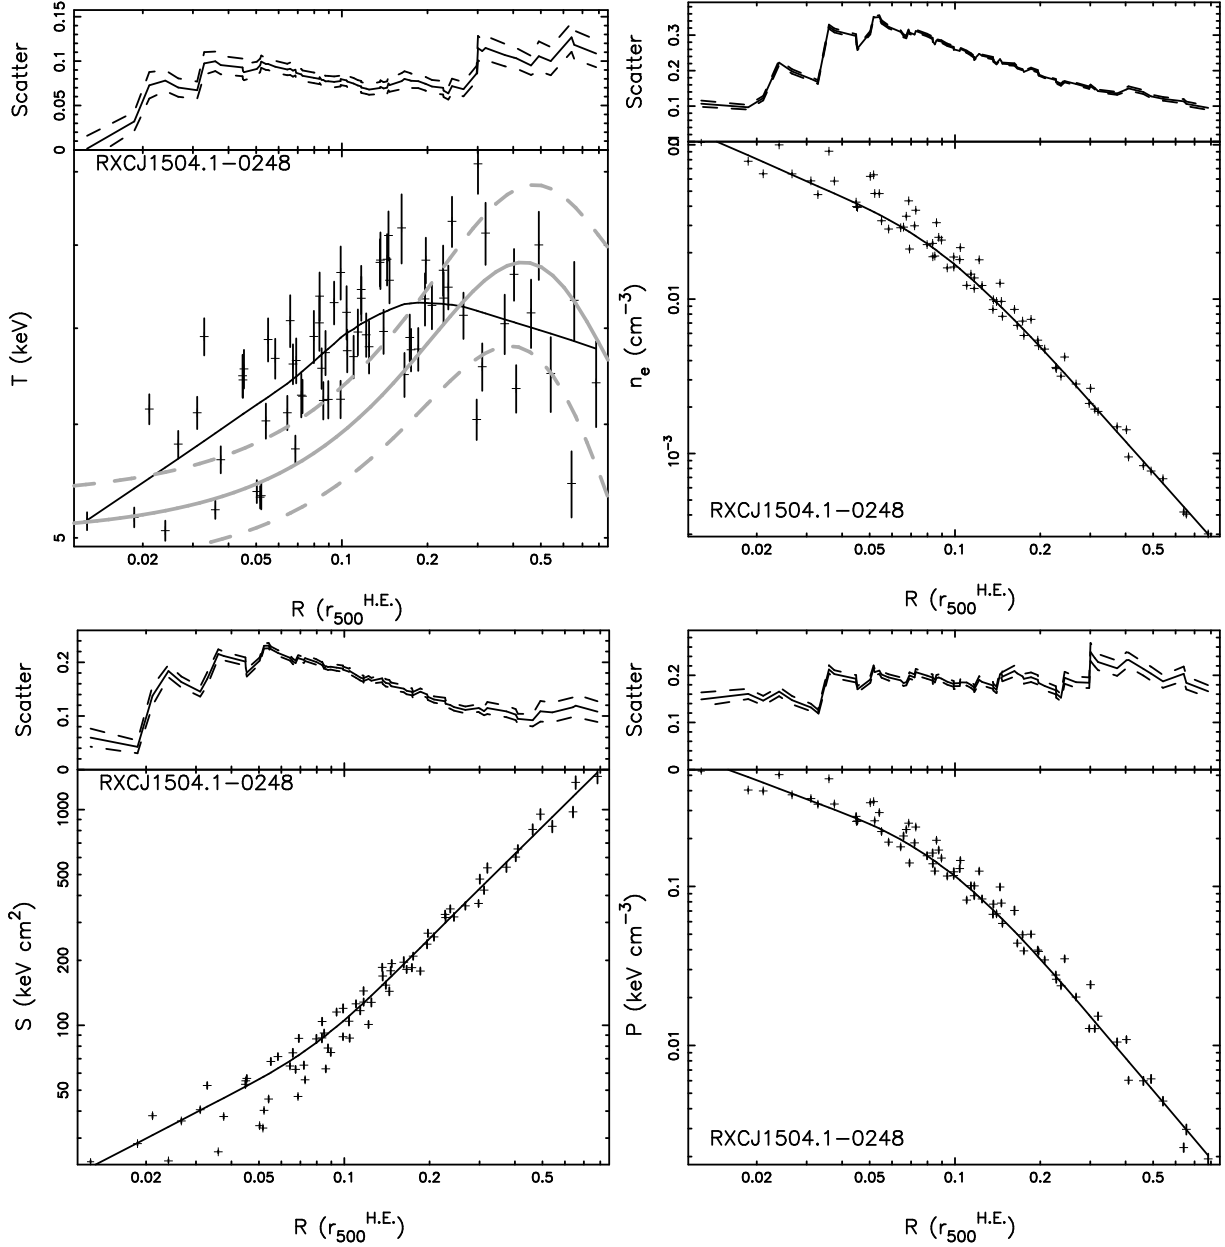 Scatter
0 0.05 0.1 0.15
RXCJ1504.1−0248
T (keV)
5
0.02 0.05 0.1 0.2 0.5
R (r500 H.E.)
Scatter
0.1 0.2 0.3
n_e (cm−3)
10−3 0.01
RXCJ1504.1−0248
0.02 0.05 0.1 0.2 0.5
R (r500 H.E.)
Scatter
0 0.1 0.2
RXCJ1504.1−0248
S (keV cm2)
50 100 200 500 1000
0.02 0.05 0.1 0.2 0.5
R (r500 H.E.)
Scatter
0 0.1 0.2
P (keV cm−3)
0.01 0.1
RXCJ1504.1−0248
0.02 0.05 0.1 0.2 0.5
R (r500 H.E.)